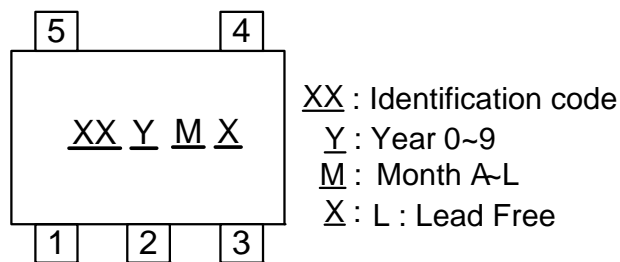 5 4
XX Y M X
1 2 3
XX : Identification code
Y : Year 0~9
M : Month A~L
X : L : Lead Free